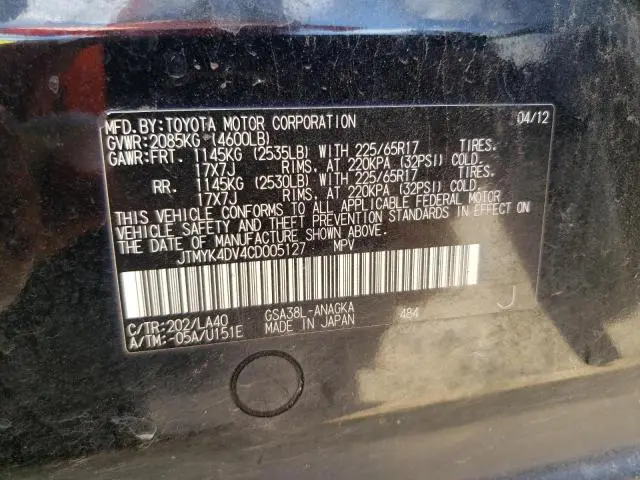 MFD.BY:TOYOTA MOTOR CORPORATION 04/12
GVWR:2085KG (4600LB)
GAWR:FRT. 1145KG (2535LB) WITH 225/65R17 TIRES.
17X7J RIMS. AT 220KPA (32PSI) COLD.
RR. 1145KG (2530LB) WITH 225/65R17 TIRES.
17X7J RIMS. AT 220KPA (32PSI) COLD.
THIS VEHICLE CONFORMS TO ALL APPLICABLE FEDERAL MOTOR
VEHICLE SAFETY AND THEFT PREVENTION STANDARDS IN EFFECT ON
THE DATE OF MANUFACTURE SHOWN ABOVE.
JTMYK4DV4CD005127 MPV
C/TR:202/LA40 GSA38L-ANAGKA 484 J
A/TM:-05A/U151E MADE IN JAPAN